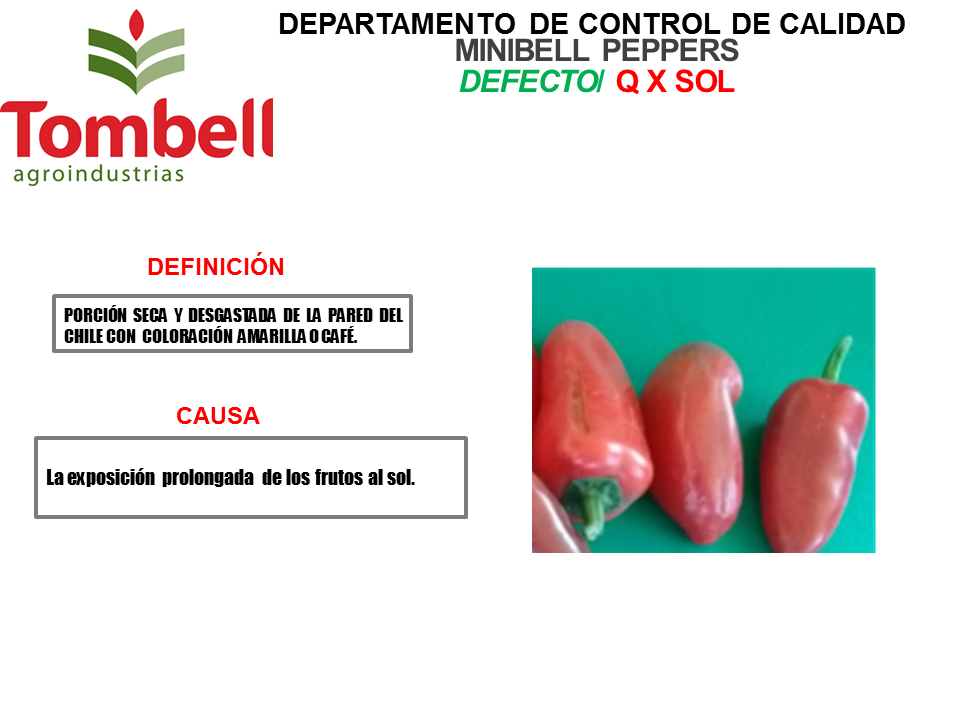 DEPARTAMENTO DE CONTROL DE CALIDAD
MINIBELL PEPPERS
DEFECTO/ Q X SOL
Tombell
agroindustrias
DEFINICIÓN
PORCIÓN SECA Y DESGASTADA DE LA PARED DEL
CHILE CON COLORACIÓN AMARILLA O CAFÉ.
CAUSA
La exposición prolongada de los frutos al sol.